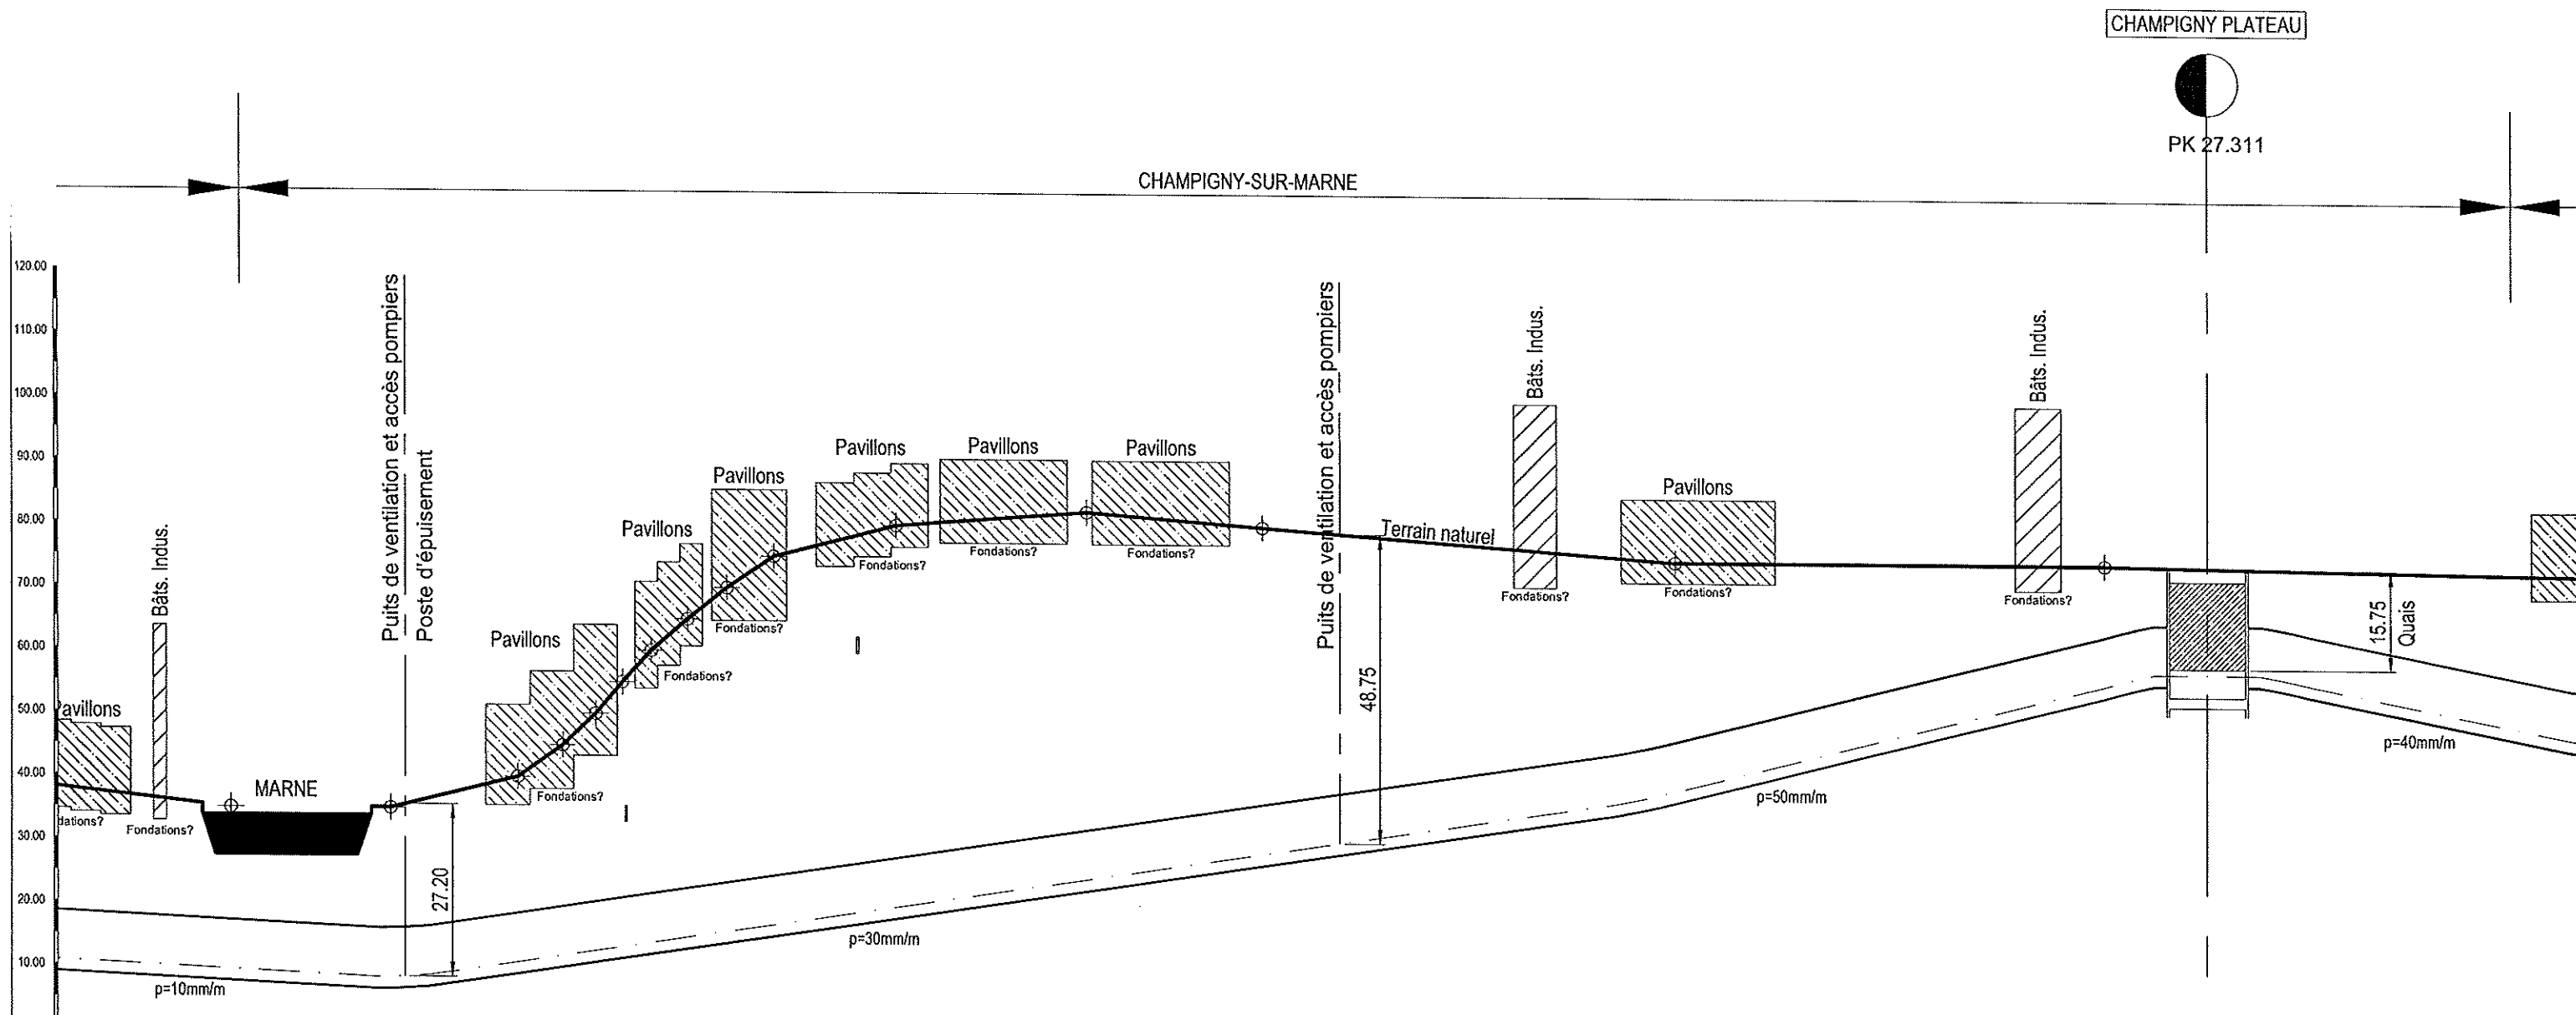 CHAMPIGNY PLATEAU
PK 27.311
CHAMPIGNY-SUR-MARNE
120.00
110.00
100.00
90.00
80.00
70.00
60.00
50.00
40.00
30.00
20.00
10.00
avillons
dations?
Bâts. Indus.
Fondations?
MARNE
Puits de ventilation et accès pompiers
Poste d'épuisement
27.20
Pavillons
Fondations?
Pavillons
Fondations?
Pavillons
Fondations?
Pavillons
Fondations?
Pavillons
Fondations?
Pavillons
Fondations?
Puits de ventilation et accès pompiers
48.75
Terrain naturel
Bâts. Indus.
Fondations?
Pavillons
Fondations?
Bâts. Indus.
Fondations?
15.75
Quais
p=10mm/m
p=30mm/m
p=50mm/m
p=40mm/m